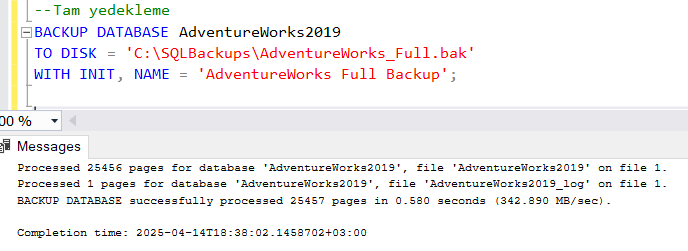 --Tam yedekleme
BACKUP DATABASE AdventureWorks2019
TO DISK = 'C:\SQLBackups\AdventureWorks_Full.bak'
WITH INIT, NAME = 'AdventureWorks Full Backup';
00 %
Messages
Processed 25456 pages for database 'AdventureWorks2019', file 'AdventureWorks2019' on file 1.
Processed 1 pages for database 'AdventureWorks2019', file 'AdventureWorks2019_log' on file 1.
BACKUP DATABASE successfully processed 25457 pages in 0.580 seconds (342.890 MB/sec).
Completion time: 2025-04-14T18:38:02.1458702+03:00